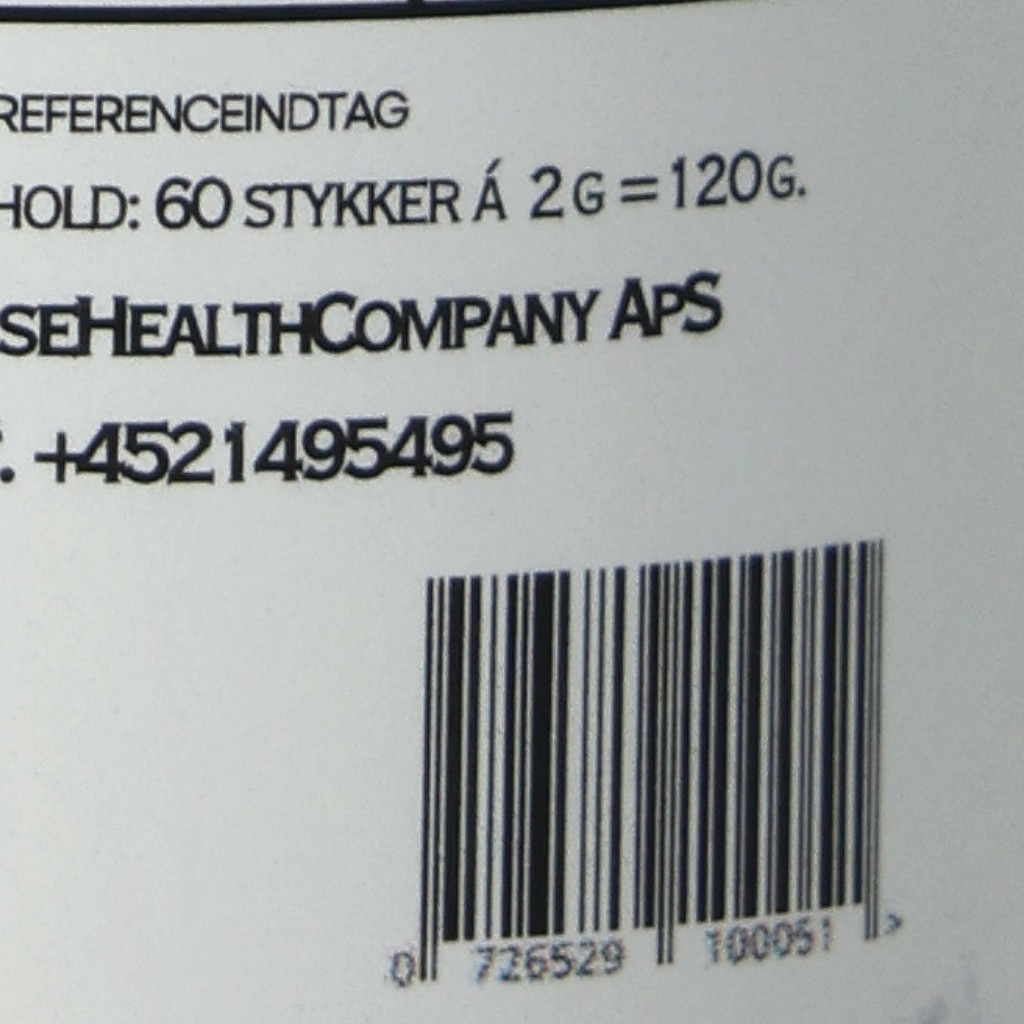 REFERENCEINDTAG
HOLD: 60 STYKKER Á 2G=120G.
SEHEALTHCOMPANY APS
. +4521495495
0 726529 100051 >